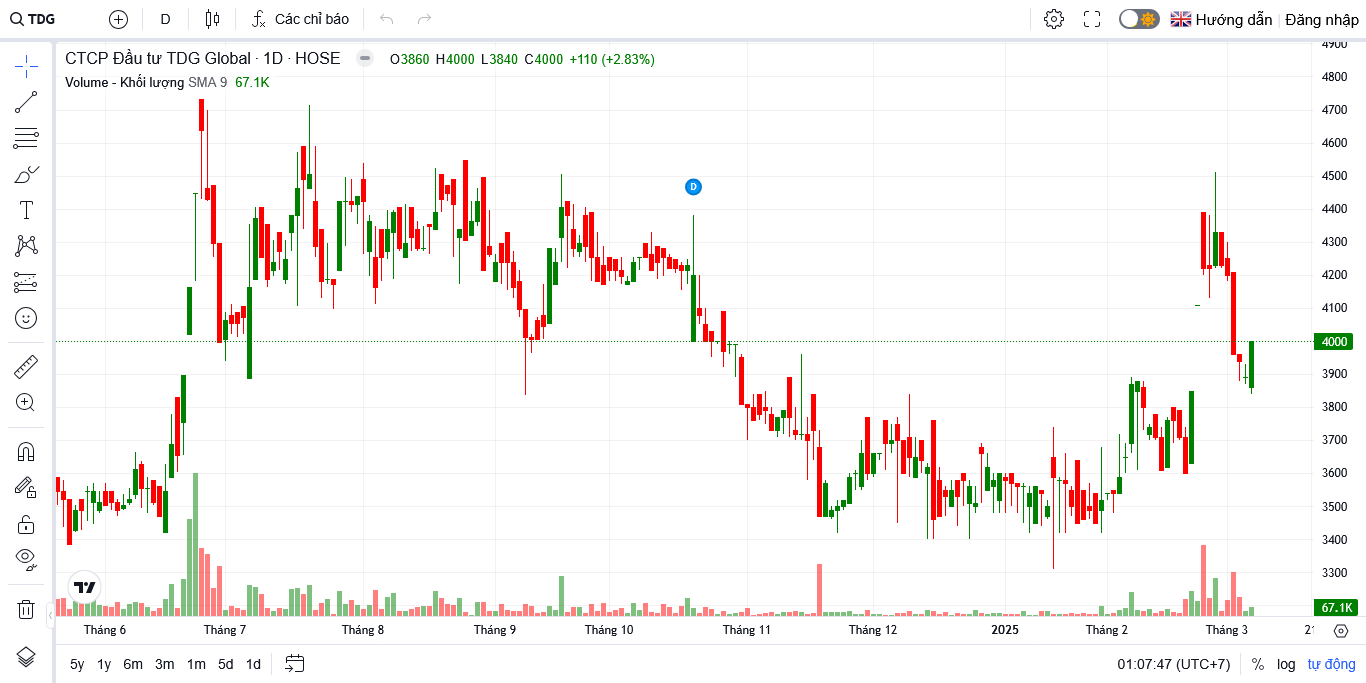 TDG D Các chỉ báo Hướng dẫn Đăng nhập
CTCP Đầu tư TDG Global · 1D · HOSE O3860 H4000 L3840 C4000 +110 (+2.83%)
Volume - Khối lượng SMA 9 67.1K
D
4900
4800
4700
4600
4500
4400
4300
4200
4100
4000
3900
3800
3700
3600
3500
3400
3300
67.1K
Tháng 6 Tháng 7 Tháng 8 Tháng 9 Tháng 10 Tháng 11 Tháng 12 2025 Tháng 2 Tháng 3
5y 1y 6m 3m 1m 5d 1d 01:07:47 (UTC+7) % log tự động